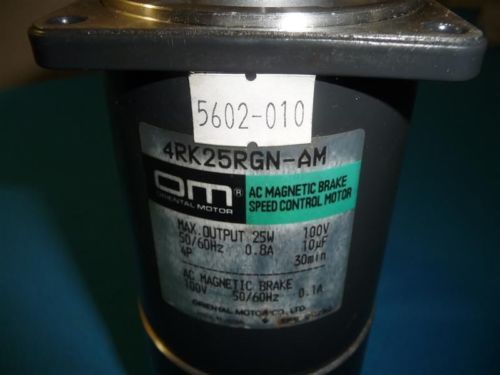 5602-010
4RK25RGN-AM
OM®
ORIENTAL MOTOR
AC MAGNETIC BRAKE
SPEED CONTROL MOTOR
MAX.OUTPUT 25W 100V
50/60Hz 0.8A 10μF
4P 30min
AC MAGNETIC BRAKE
100V 50/60Hz 0.1A
ORIENTAL MOTOR CO. LTD.